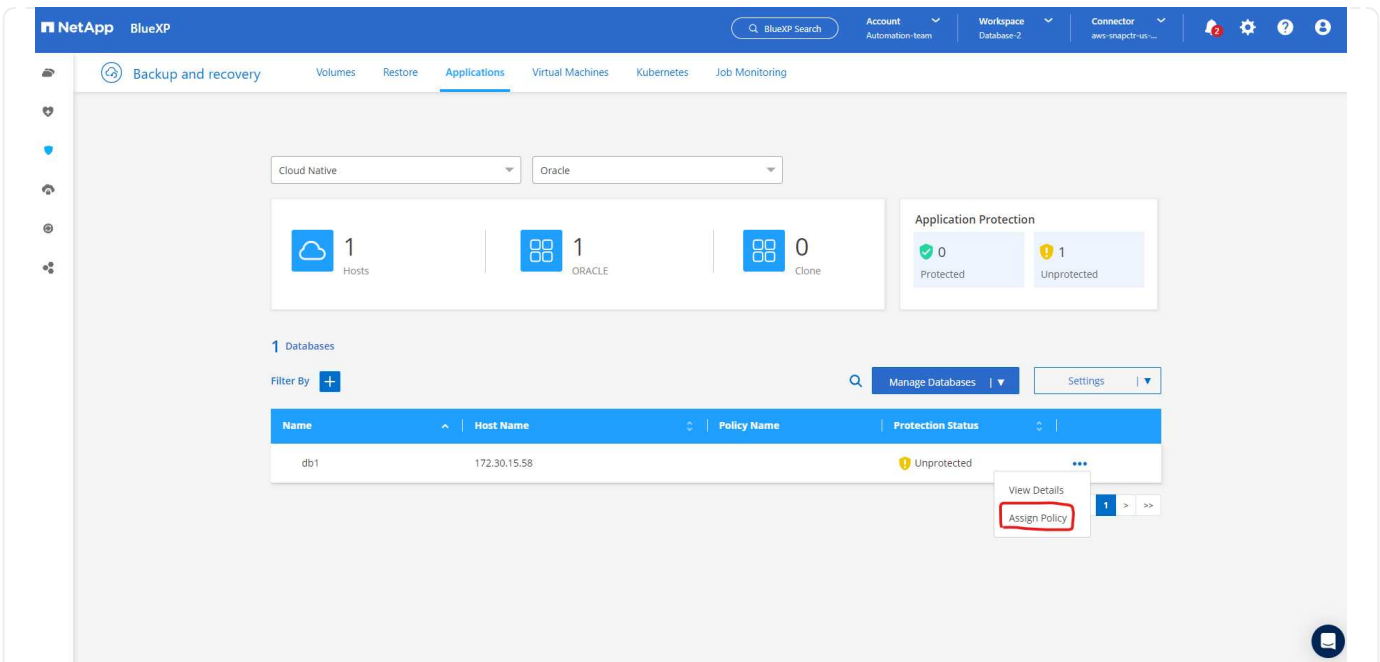 NetApp BlueXP
BlueXP Search
Account
Automation-team
Workspace
Database-2
Connector
aws-snapctr-us-...
2
Backup and recovery
Volumes Restore Applications Virtual Machines Kubernetes Job Monitoring
Cloud Native
Oracle
1
Hosts
1
ORACLE
0
Clone
Application Protection
0
Protected
1
Unprotected
1 Databases
Filter By +
Manage Databases | ▼
Settings | ▼
Name Host Name Policy Name Protection Status
db1 172.30.15.58 Unprotected •••
View Details
Assign Policy
1 > >>